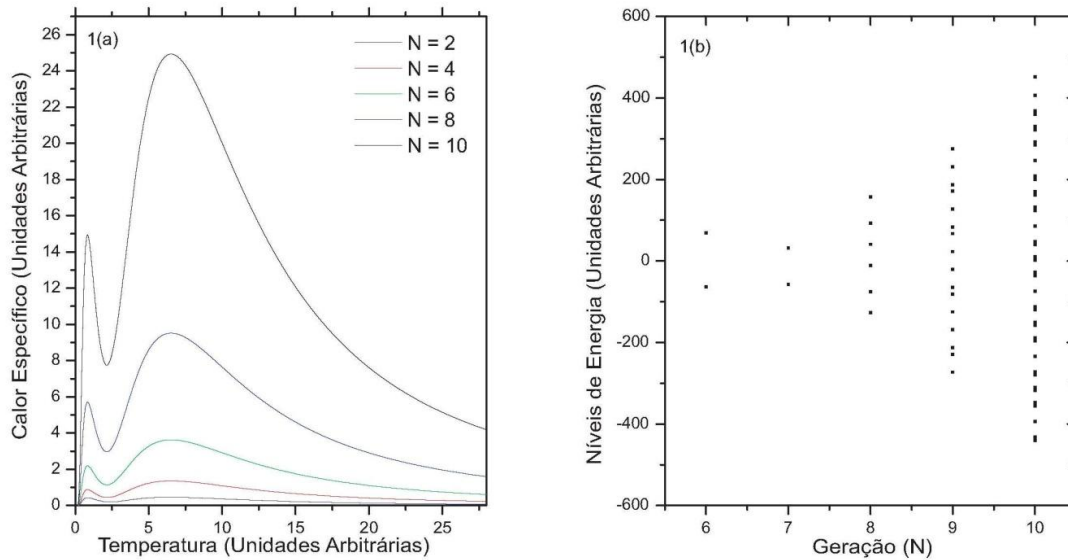 1(a)
N = 2
N = 4
N = 6
N = 8
N = 10
26
24
22
20
18
16
14
12
10
8
6
4
2
0
0
5
10
15
20
25
Calor Específico (Unidades Arbitrárias)
Temperatura (Unidades Arbitrárias)
1(b)
600
400
200
0
-200
-400
-600
6
7
8
9
10
Níveis de Energia (Unidades Arbitrárias)
Geração (N)